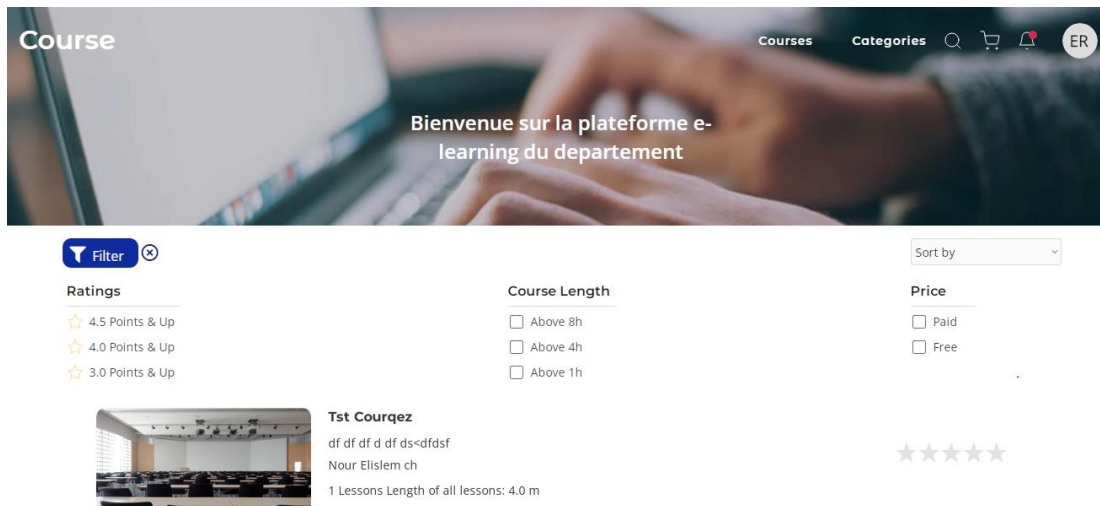 Course
Courses
Categories
ER
Bienvenue sur la plateforme e-
learning du departement
Filter
Sort by
Ratings
Course Length
Price
4.5 Points & Up
Above 8h
Paid
4.0 Points & Up
Above 4h
Free
3.0 Points & Up
Above 1h
.
Tst Courqez
df df df d df ds<dfdsf
Nour Elislem ch
1 Lessons Length of all lessons: 4.0 m